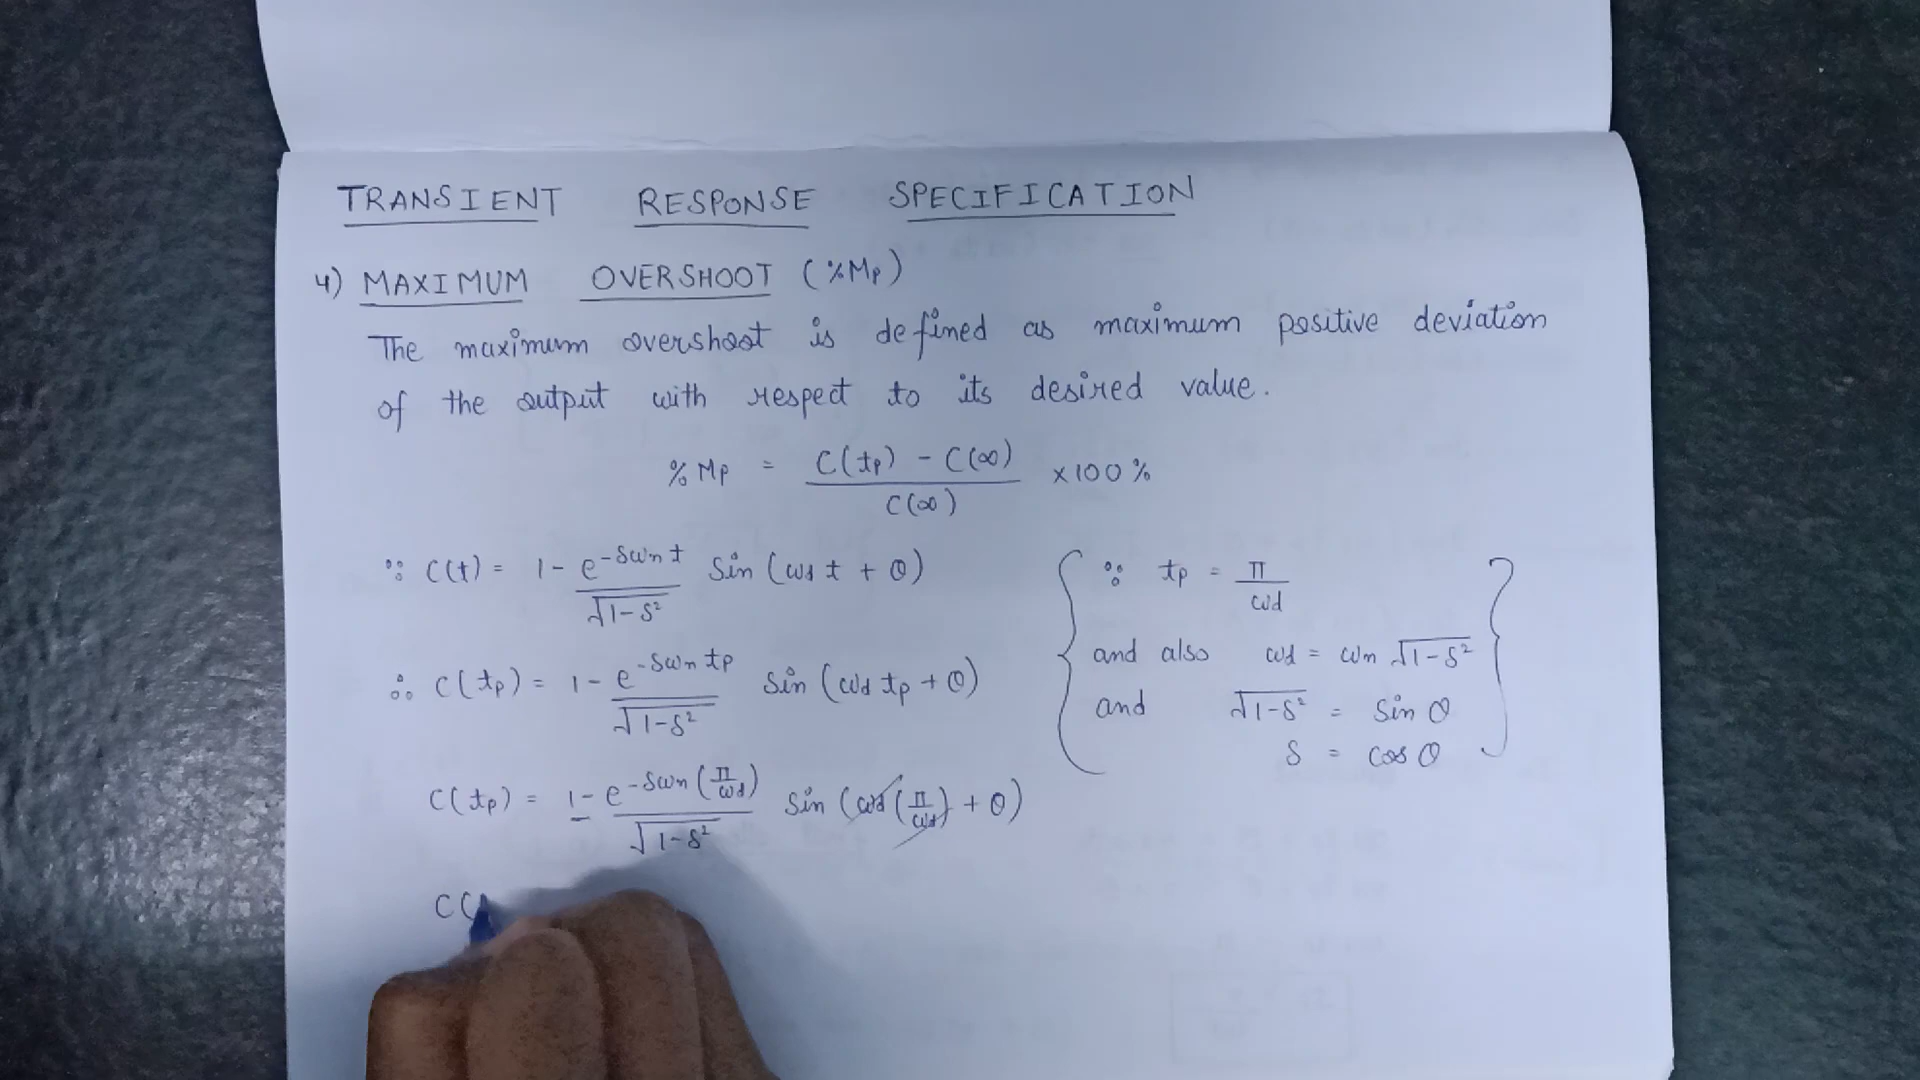 TRANSIENT RESPONSE SPECIFICATION
4) MAXIMUM OVERSHOOT (%Mp)
The maximum overshoot is defined as maximum positive deviation
of the output with respect to its desired value.
%Mp = C(tp) - C(∞) / C(∞) ×100%
∵ C(t) = 1 - e^-δωnt / √1-δ² Sin (ωd t + θ)
∴ C(tp) = 1 - e^-δωn tp / √1-δ² Sin (ωd tp + θ)
C(tp) = 1 - e^-δωn(π/ωd) / √1-δ² Sin (ωd(π/ωd) + θ)
C(
{ ∵ tp = π/ωd
and also ωd = ωn √1-δ²
and √1-δ² = Sin θ
δ = cos θ }